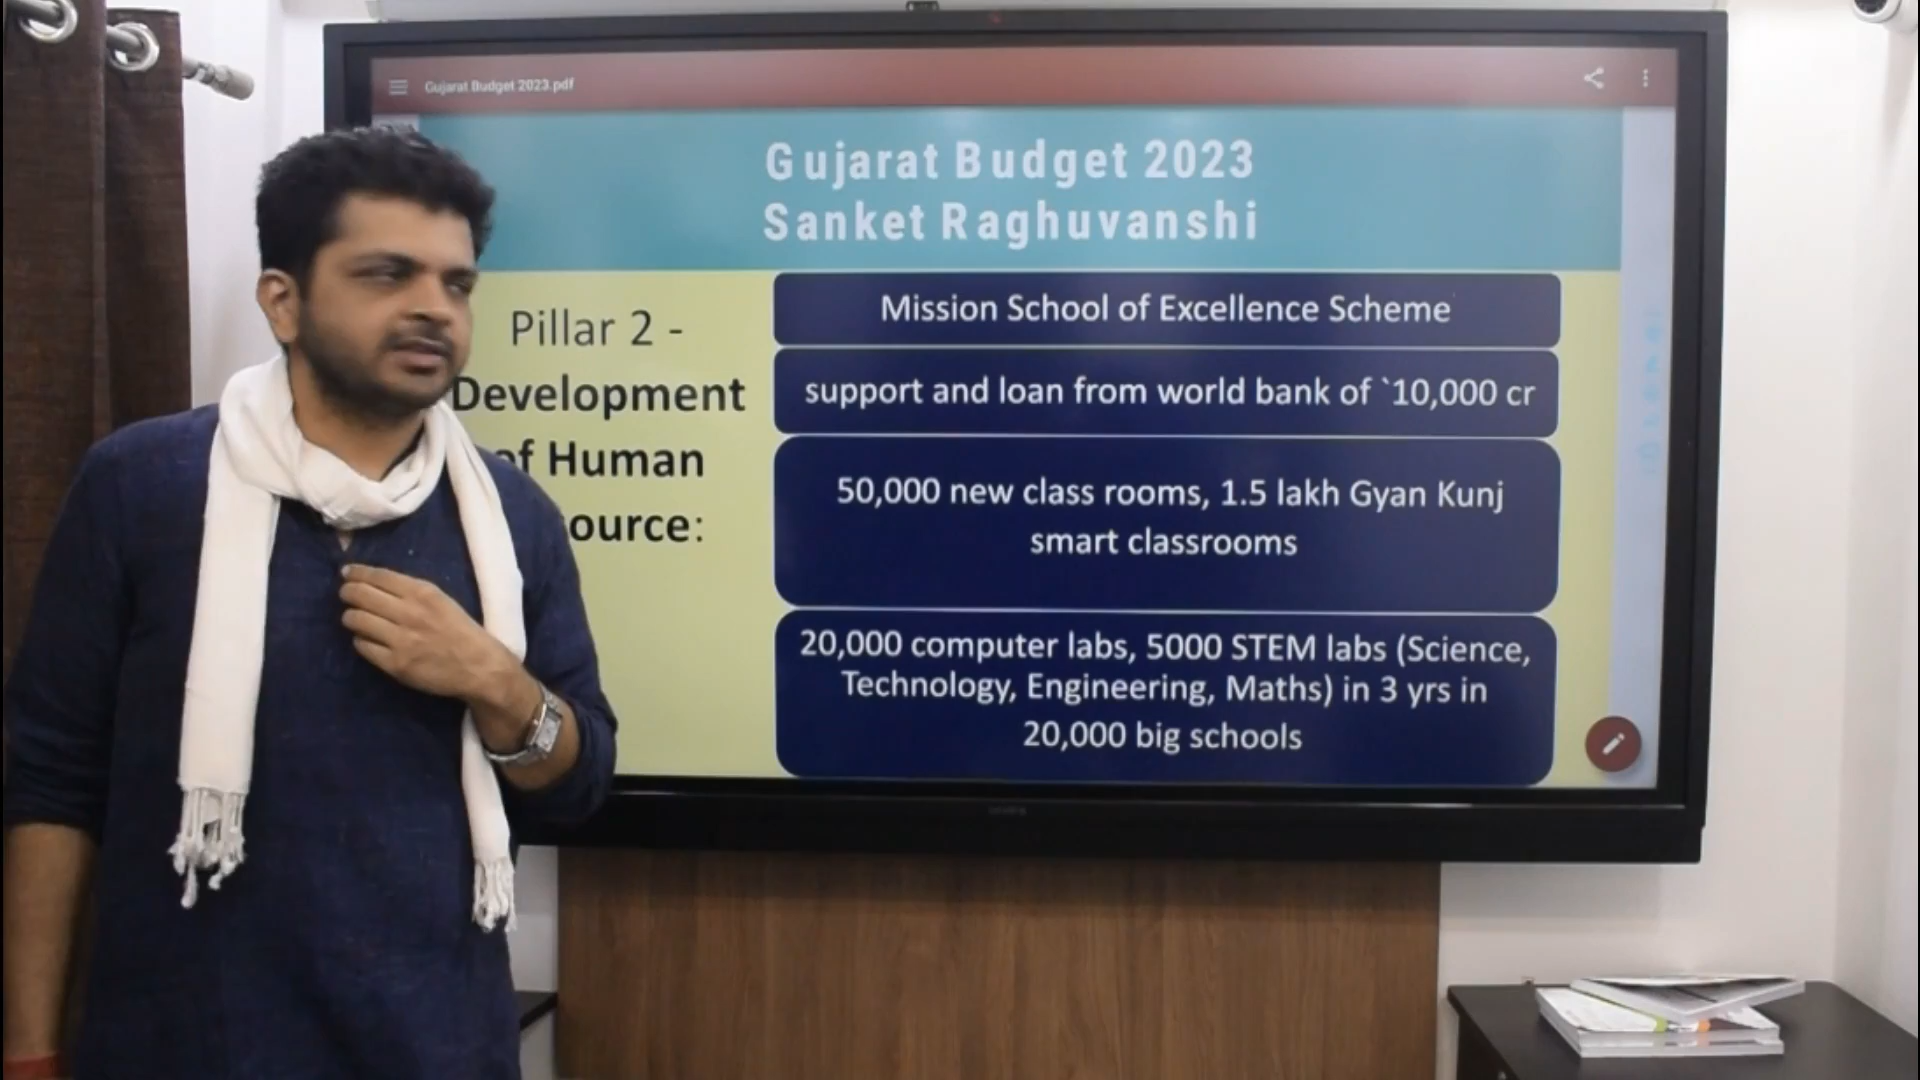 Gujarat Budget 2023.pdf
Gujarat Budget 2023
Sanket Raghuvanshi
Pillar 2 -
Development
of Human
ource:
Mission School of Excellence Scheme
support and loan from world bank of `10,000 cr
50,000 new class rooms, 1.5 lakh Gyan Kunj
smart classrooms
20,000 computer labs, 5000 STEM labs (Science,
Technology, Engineering, Maths) in 3 yrs in
20,000 big schools